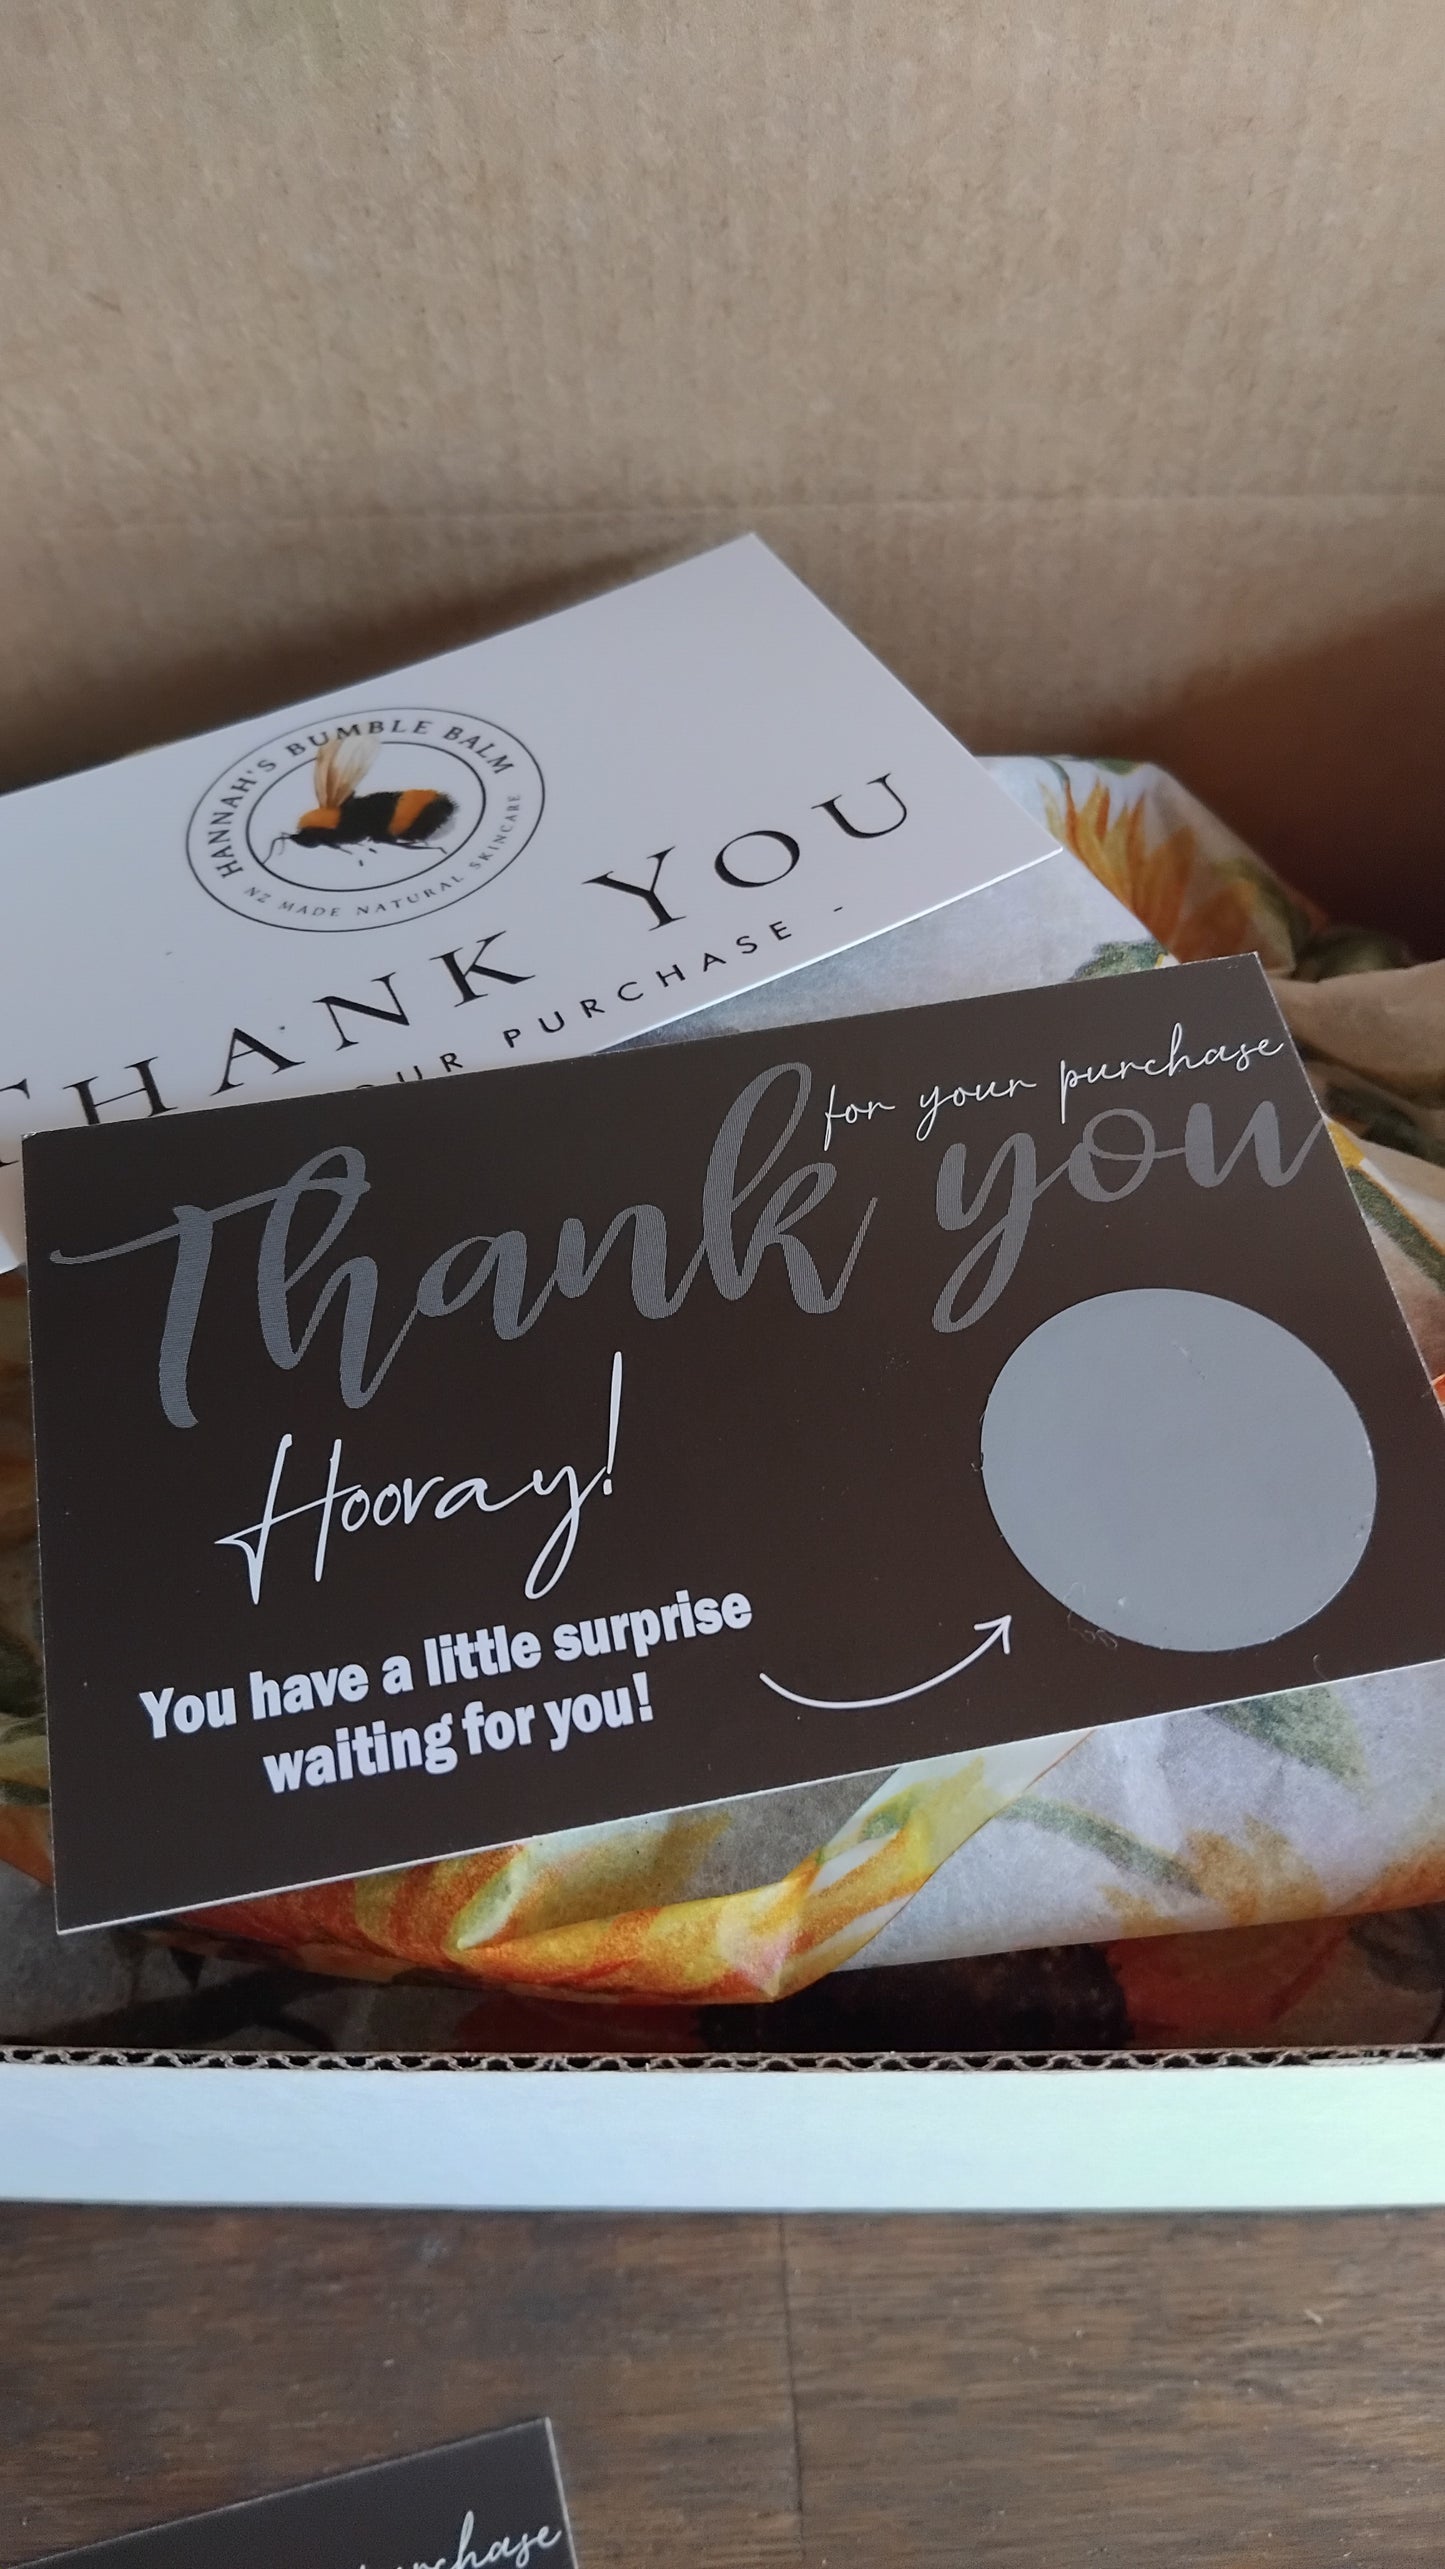 HANNAH'S BUMBLE BALM
NZ MADE NATURAL SKINCARE
THANK YOU
OUR PURCHASE -
for your purchase
Thank you
Hooray!
You have a little surprise
waiting for you!
purchase